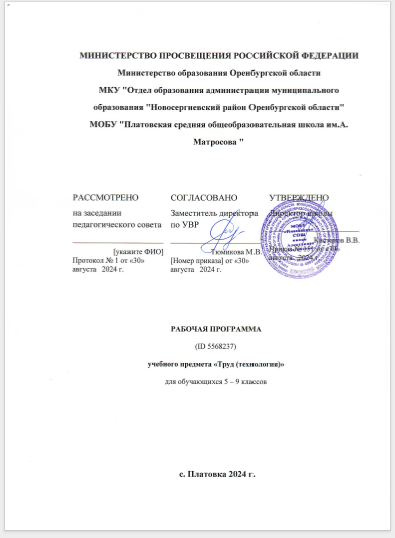 МИНИСТЕРСТВО ПРОСВЕЩЕНИЯ РОССИЙСКОЙ ФЕДЕРАЦИИ
Министерство образования Оренбургской области
МКУ "Отдел образования администрации муниципального
образования "Новосергиевский район Оренбургской области"
МОБУ "Платовская средняя общеобразовательная школа им.А.
Матросова "
РАССМОТРЕНО
на заседании
педагогического совета
[укажите ФИО]
Протокол № 1 от «30»
августа 2024 г.
СОГЛАСОВАНО
Заместитель директора
по УВР
Тюмикова М.В.
[Номер приказа] от «30»
августа 2024 г.
УТВЕРЖДЕНО
Директор школы
В.В.
августа 2024 г.
РАБОЧАЯ ПРОГРАММА
(ID 5568237)
учебного предмета «Труд (технология)»
для обучающихся 5 – 9 классов
с. Платовка 2024 г.